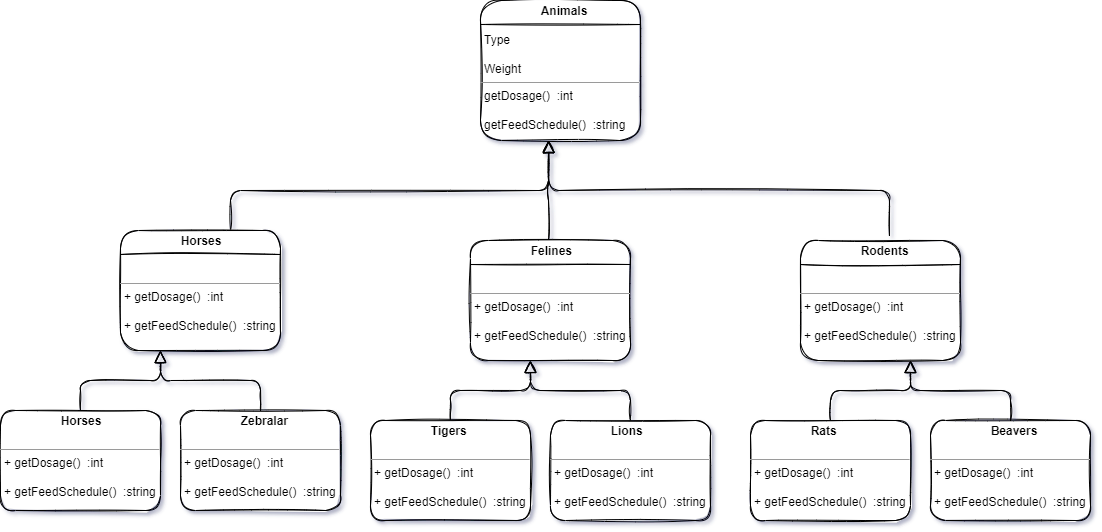 Animals
Type
Weight
getDosage() :int
getFeedSchedule() :string
Horses
+ getDosage() :int
+ getFeedSchedule() :string
Felines
+ getDosage() :int
+ getFeedSchedule() :string
Rodents
+ getDosage() :int
+ getFeedSchedule() :string
Horses
+ getDosage() :int
+ getFeedSchedule() :string
Zebralar
+ getDosage() :int
+ getFeedSchedule() :string
Tigers
+ getDosage() :int
+ getFeedSchedule() :string
Lions
+ getDosage() :int
+ getFeedSchedule() :string
Rats
+ getDosage() :int
+ getFeedSchedule() :string
Beavers
+ getDosage() :int
+ getFeedSchedule() :string